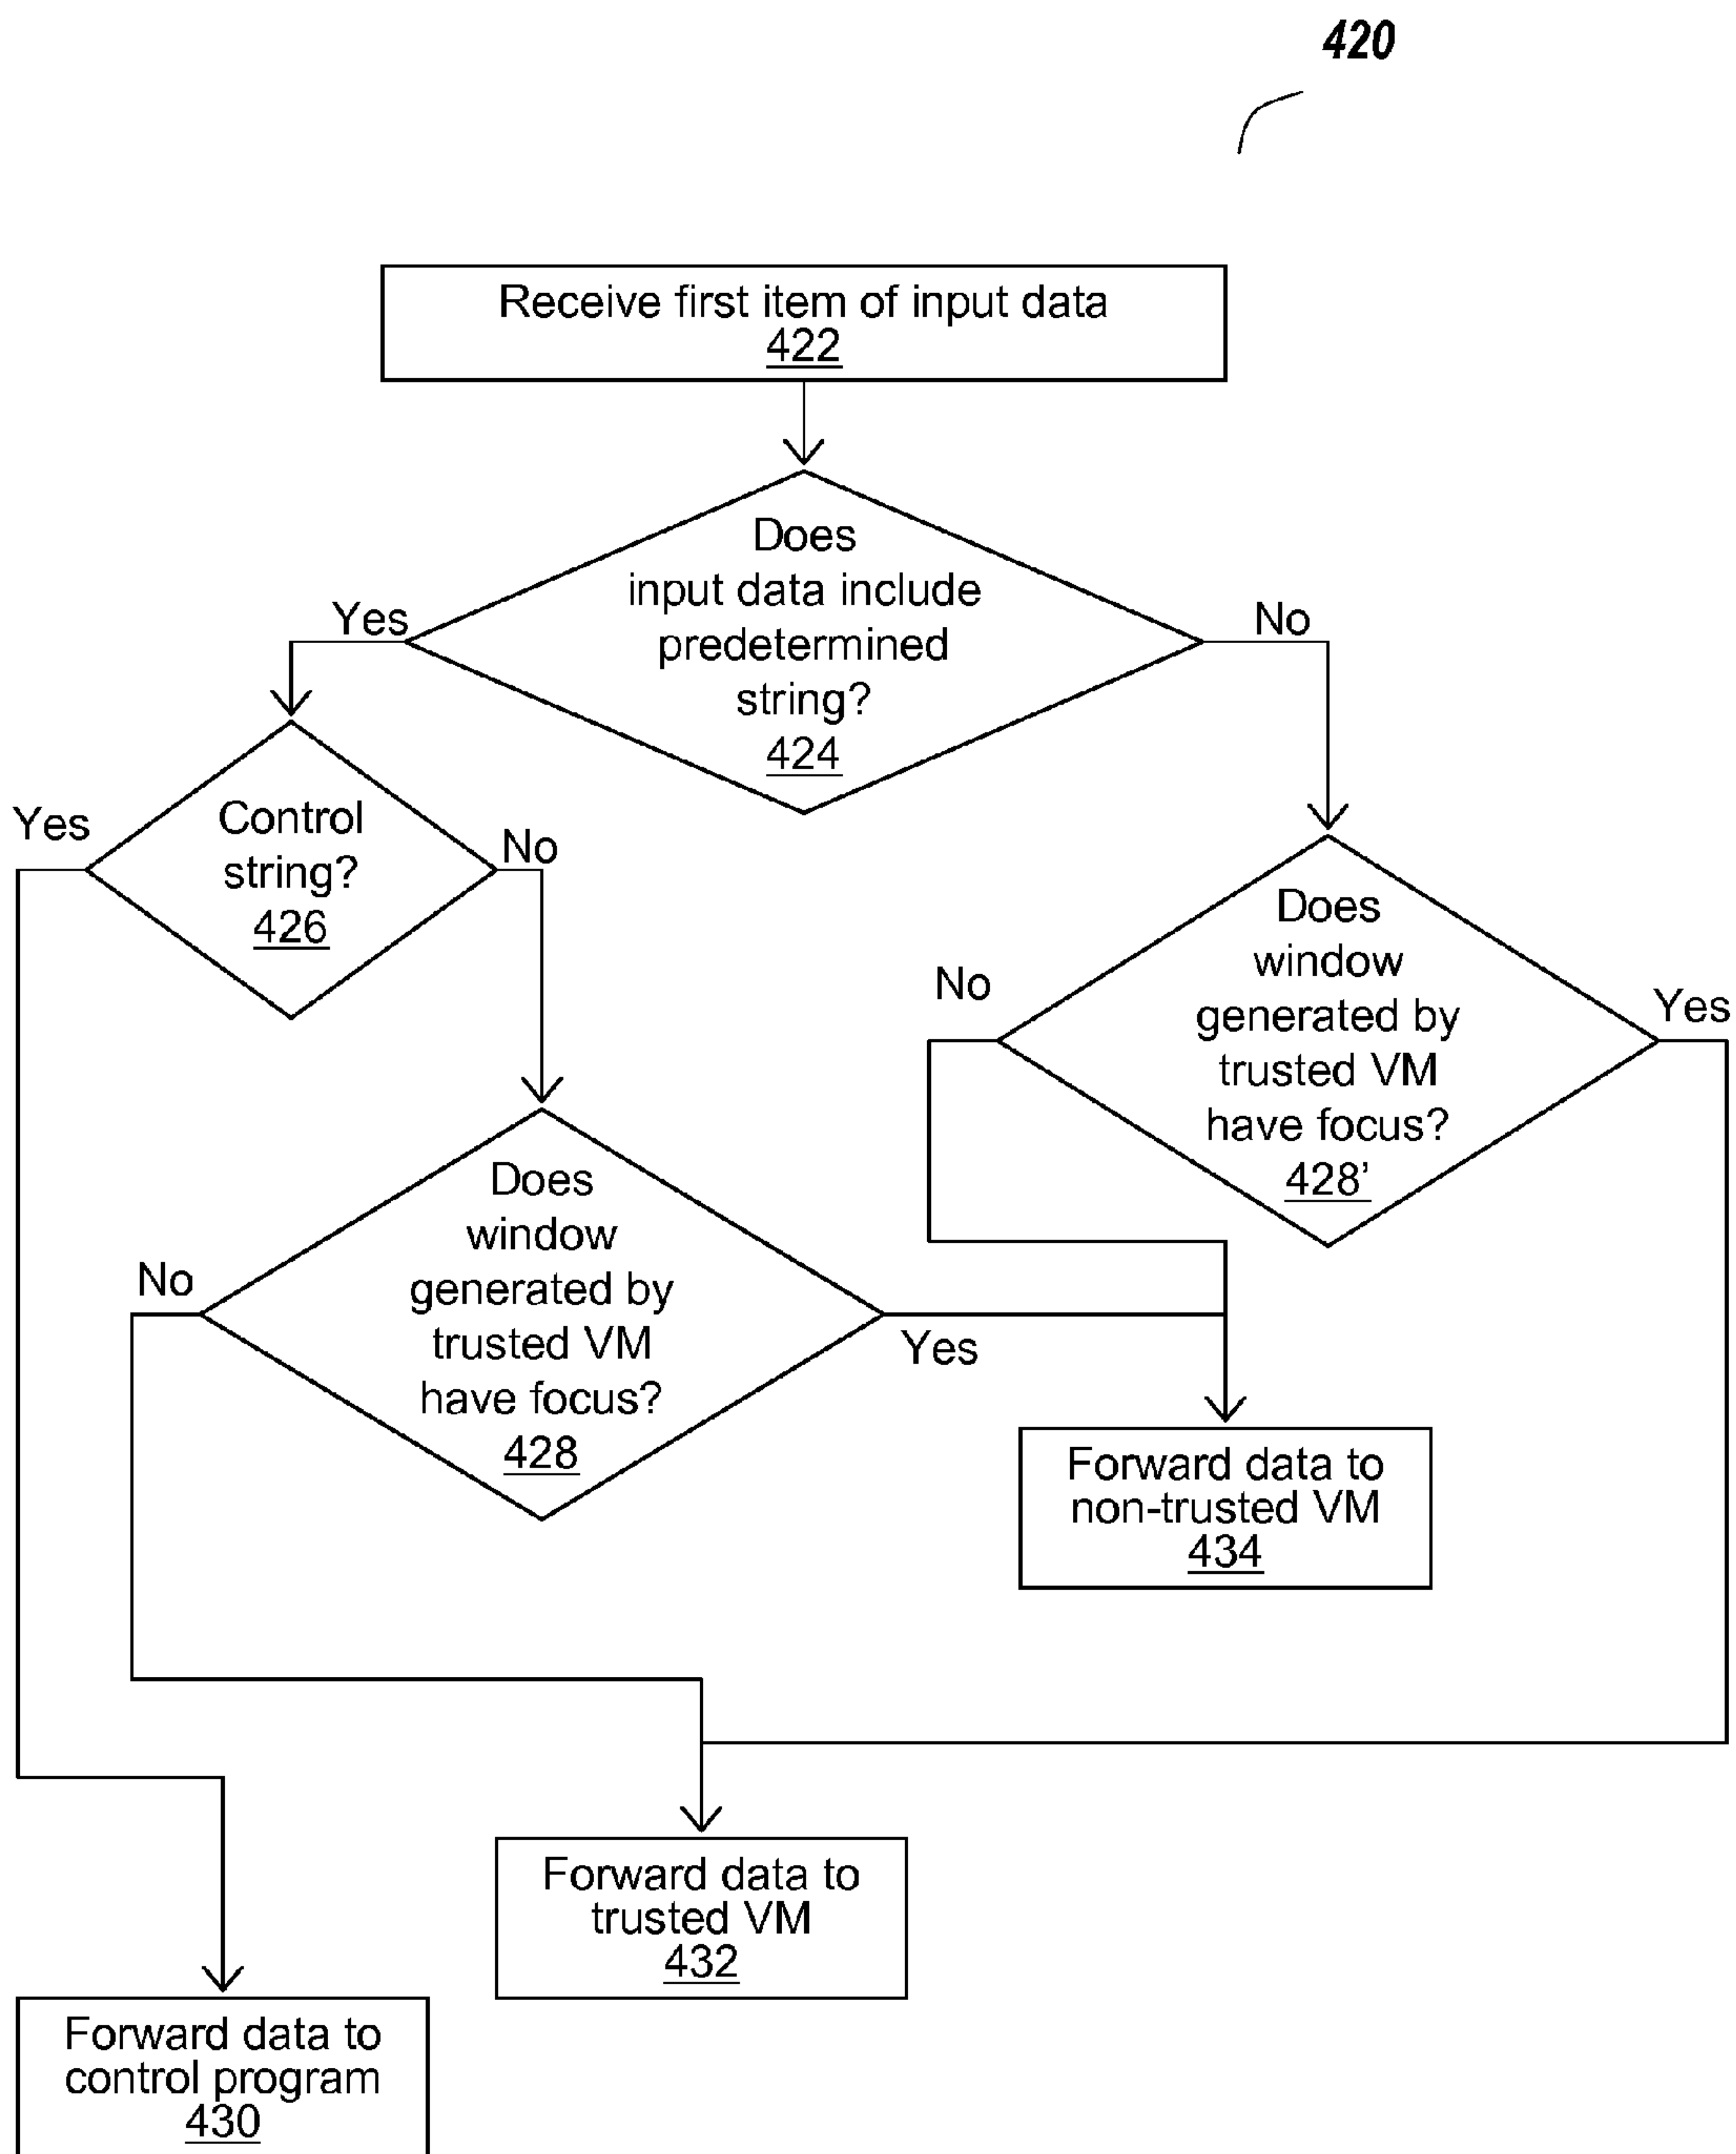 420
Receive first item of input data
422
Does
input data include
predetermined
string?
424
Yes
No
Control
string?
426
Yes
No
Does
window
generated by
trusted VM
have focus?
428'
No
Yes
Does
window
generated by
trusted VM
have focus?
428
No
Yes
Forward data to
non-trusted VM
434
Forward data to
trusted VM
432
Forward data to
control program
430